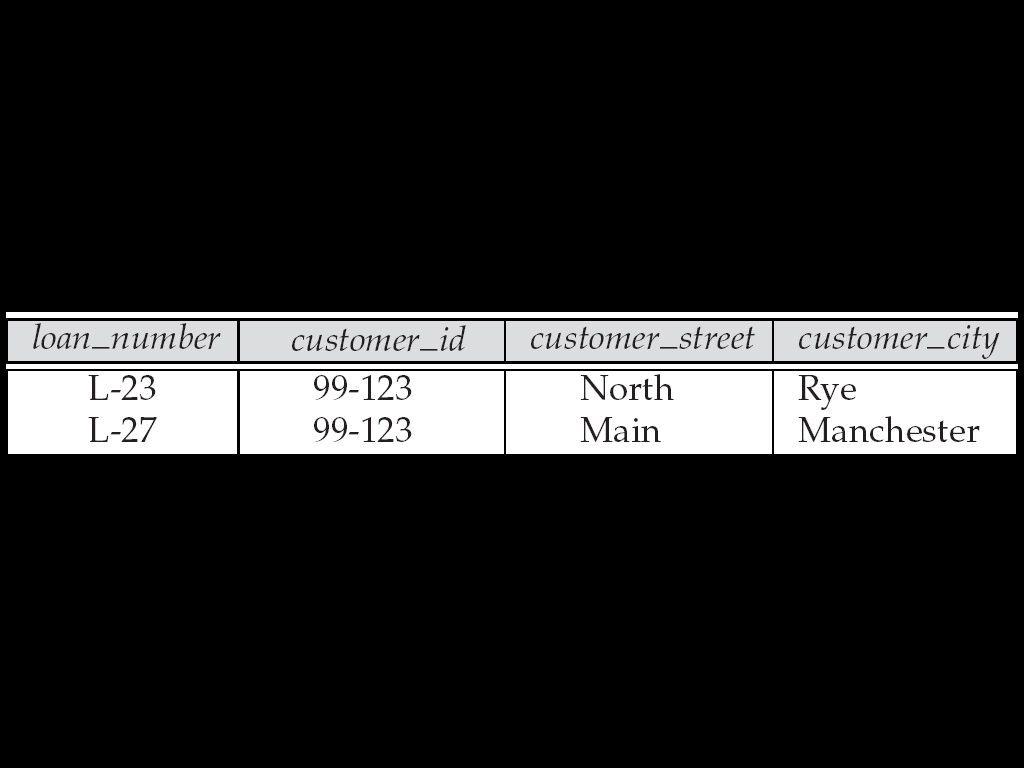 loan_number customer_id customer_street customer_city
L-23 99-123 North Rye
L-27 99-123 Main Manchester